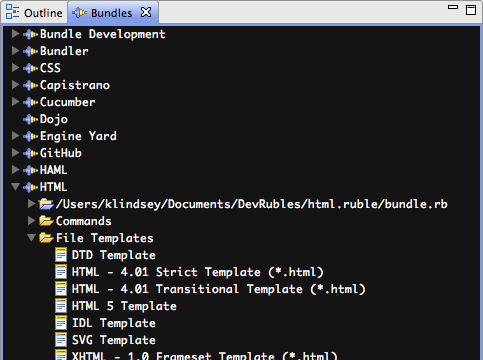 Outline Bundles
Bundle Development
Bundler
CSS
Capistrano
Cucumber
Dojo
Engine Yard
GitHub
HAML
HTML
/Users/klindsey/Documents/DevRubles/html.ruble/bundle.rb
Commands
File Templates
DTD Template
HTML - 4.01 Strict Template (*.html)
HTML - 4.01 Transitional Template (*.html)
HTML 5 Template
IDL Template
SVG Template
XHTML - 1.0 Frameset Template (*.html)